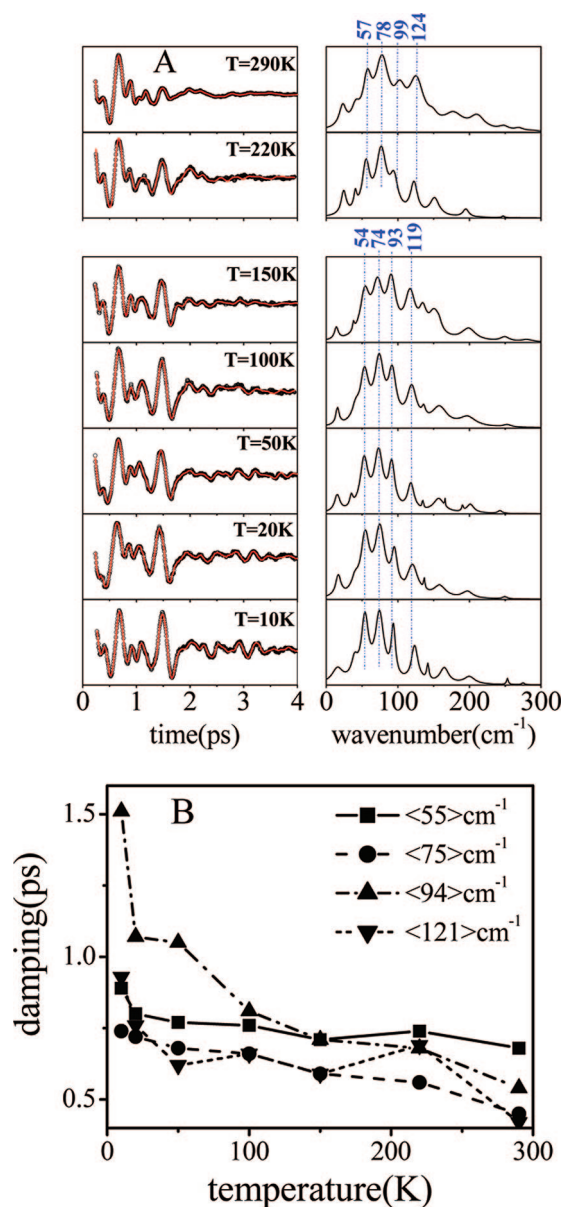 57 78 99 124
A
T=290K
T=220K
54 74 93 119
T=150K
T=100K
T=50K
T=20K
T=10K
0 1 2 3 4 0 100 200 300
time(ps) wavenumber(cm⁻¹)
B
<55>cm⁻¹
<75>cm⁻¹
<94>cm⁻¹
<121>cm⁻¹
1.5
1.0
0.5
damping(ps)
0 100 200 300
temperature(K)